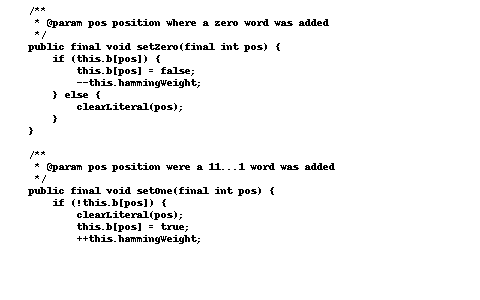 /**
 * @param pos position where a zero word was added
 */
public final void setZero(final int pos) {
    if (this.b[pos]) {
        this.b[pos] = false;
        --this.hammingWeight;
    } else {
        clearLiteral(pos);
    }
}

/**
 * @param pos position were a 11...1 word was added
 */
public final void setOne(final int pos) {
    if (!this.b[pos]) {
        clearLiteral(pos);
        this.b[pos] = true;
        ++this.hammingWeight;